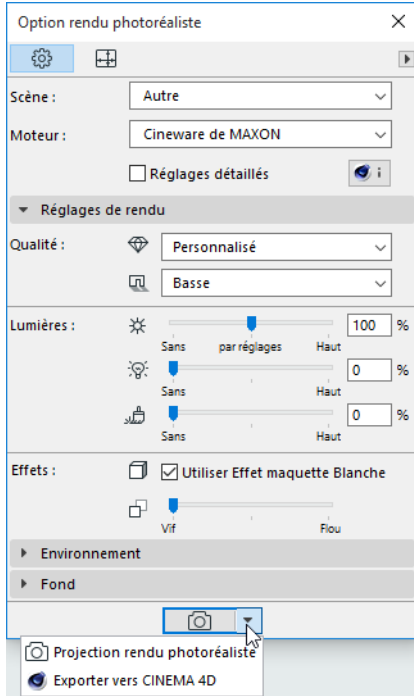 Option rendu photoréaliste
Scène : Autre
Moteur : Cineware de MAXON
Réglages détaillés i
Réglages de rendu
Qualité : Personnalisé
Basse
Lumières : 100 %
Sans par réglages Haut
0 %
Sans Haut
0 %
Sans Haut
Effets : Utiliser Effet maquette Blanche
Vif Flou
Environnement
Fond
Projection rendu photoréaliste
Exporter vers CINEMA 4D